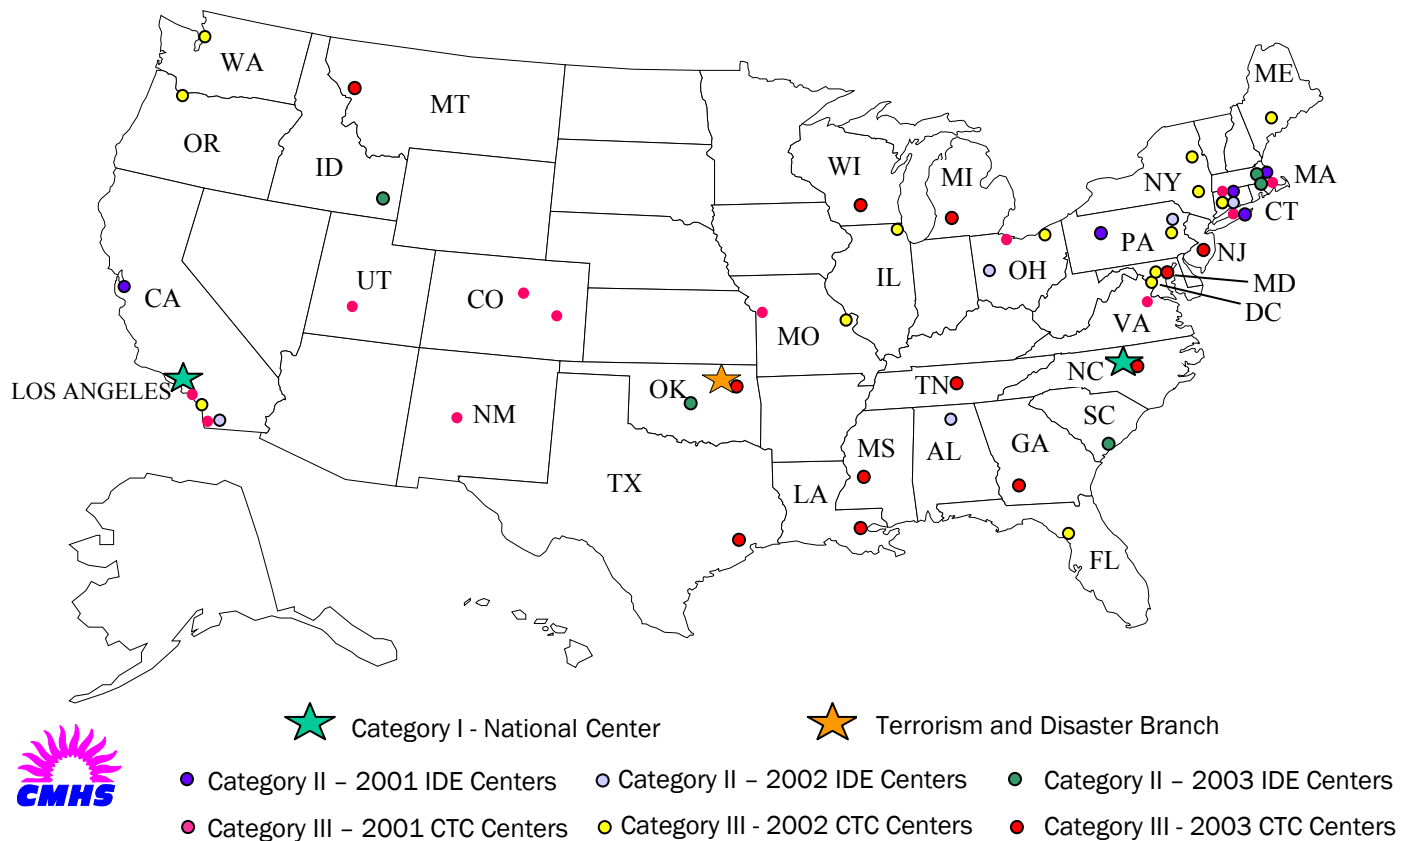 WA
ME
MT
OR
WI
ID
MI
MA
NY
CT
PA
NJ
OH
IL
UT
MD
CO
CA
DC
VA
MO
NC
TN
LOS ANGELES
OK
NM
SC
GA
MS
AL
TX
LA
FL
Category I - National Center
Terrorism and Disaster Branch
Category II – 2001 IDE Centers
Category II – 2002 IDE Centers
Category II – 2003 IDE Centers
CMHS
Category III – 2001 CTC Centers
Category III - 2002 CTC Centers
Category III - 2003 CTC Centers